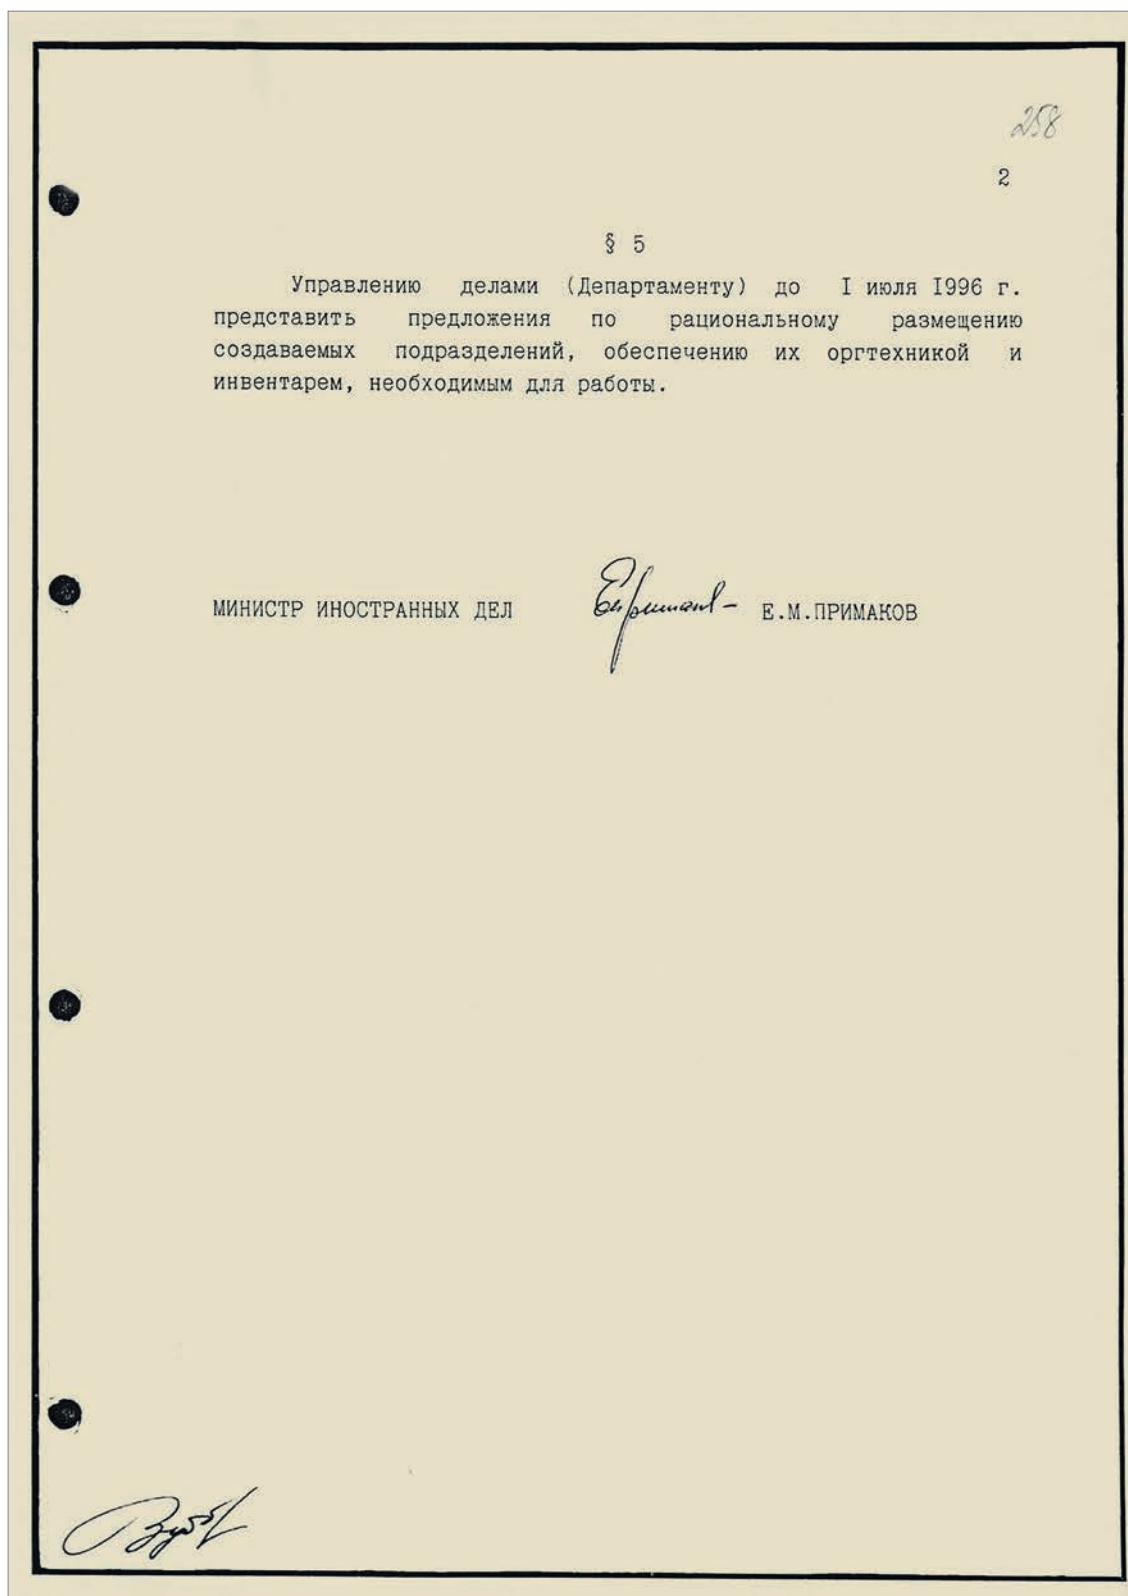 258
2
§ 5
Управлению делами (Департаменту) до I июля I996 г.
представить предложения по рациональному размещению
создаваемых подразделений, обеспечению их оргтехникой и
инвентарем, необходимым для работы.
МИНИСТР ИНОСТРАННЫХ ДЕЛ Е.М.ПРИМАКОВ